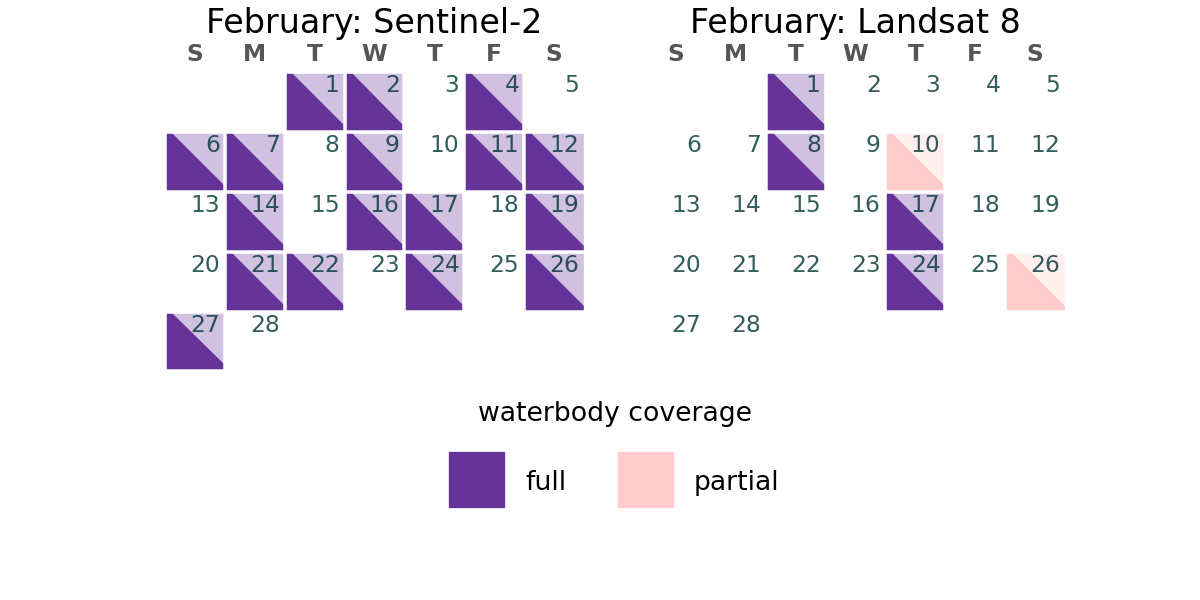 February: Sentinel-2
S M T W T F S
1 2 3 4 5
6 7 8 9 10 11 12
13 14 15 16 17 18 19
20 21 22 23 24 25 26
27 28
February: Landsat 8
S M T W T F S
1 2 3 4 5
6 7 8 9 10 11 12
13 14 15 16 17 18 19
20 21 22 23 24 25 26
27 28
waterbody coverage
full partial